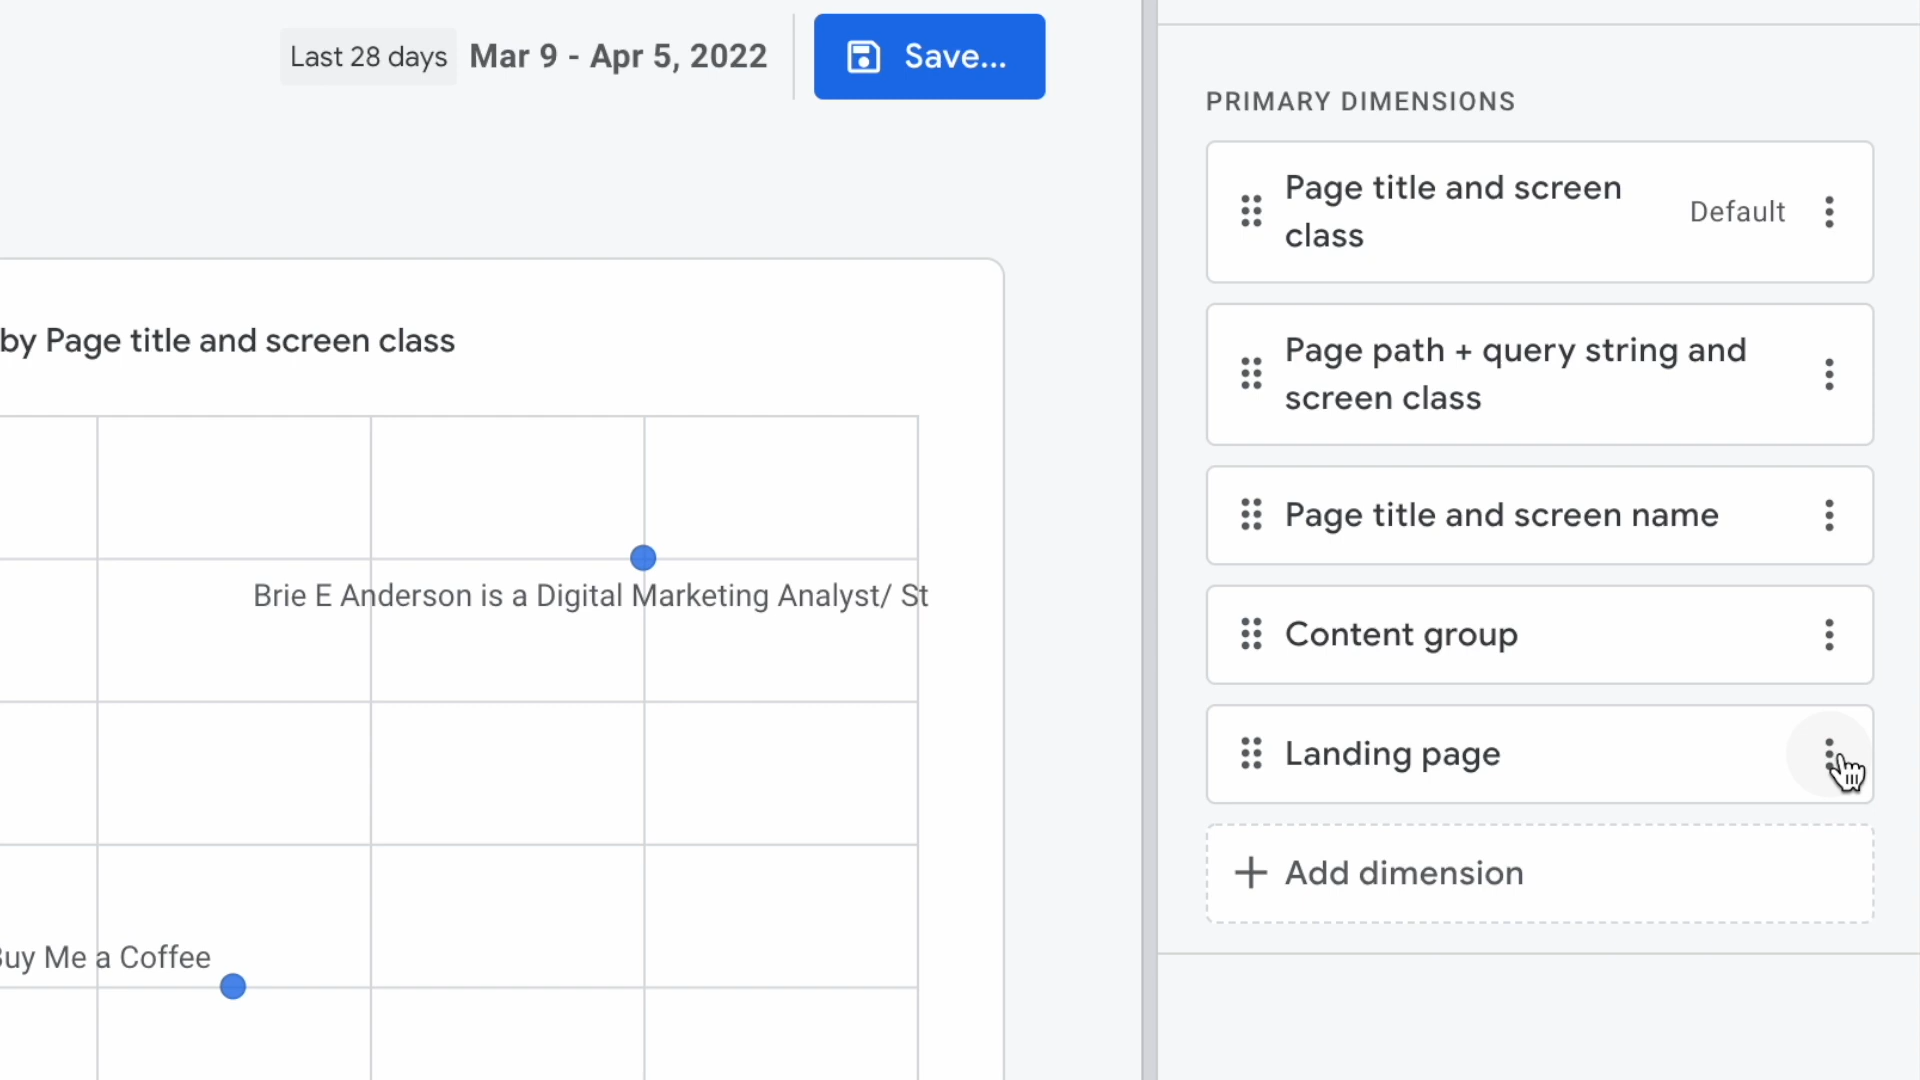 Last 28 days Mar 9 - Apr 5, 2022 Save...
PRIMARY DIMENSIONS
Page title and screen
class
Default
Page path + query string and
screen class
Page title and screen name
Content group
Landing page
Add dimension
by Page title and screen class
Brie E Anderson is a Digital Marketing Analyst/ St
Buy Me a Coffee